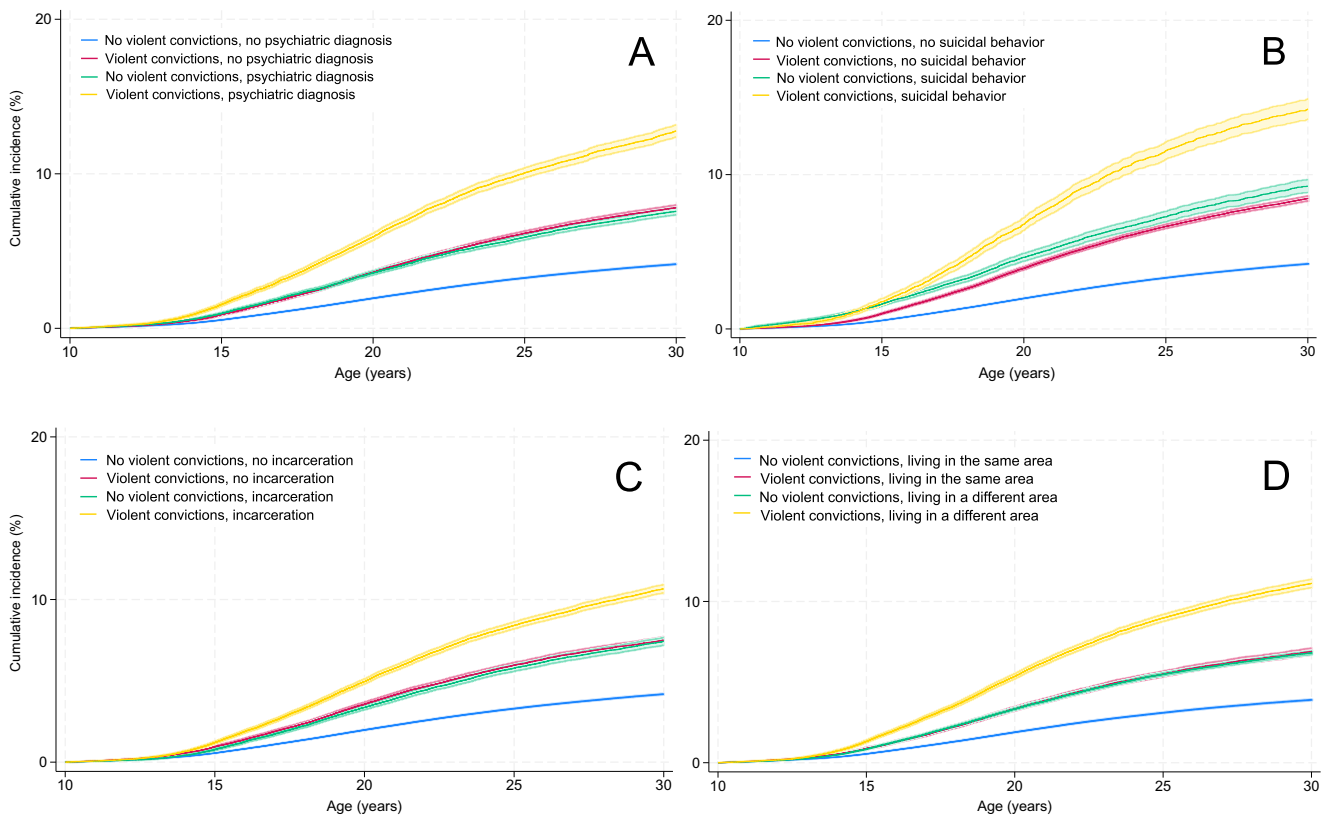 A
No violent convictions, no psychiatric diagnosis
Violent convictions, no psychiatric diagnosis
No violent convictions, psychiatric diagnosis
Violent convictions, psychiatric diagnosis
Cumulative incidence (%)
20
10
0
10 15 20 25 30
Age (years)
B
No violent convictions, no suicidal behavior
Violent convictions, no suicidal behavior
No violent convictions, suicidal behavior
Violent convictions, suicidal behavior
20
10
0
10 15 20 25 30
Age (years)
C
No violent convictions, no incarceration
Violent convictions, no incarceration
No violent convictions, incarceration
Violent convictions, incarceration
Cumulative incidence (%)
20
10
0
10 15 20 25 30
Age (years)
D
No violent convictions, living in the same area
Violent convictions, living in the same area
No violent convictions, living in a different area
Violent convictions, living in a different area
20
10
0
10 15 20 25 30
Age (years)